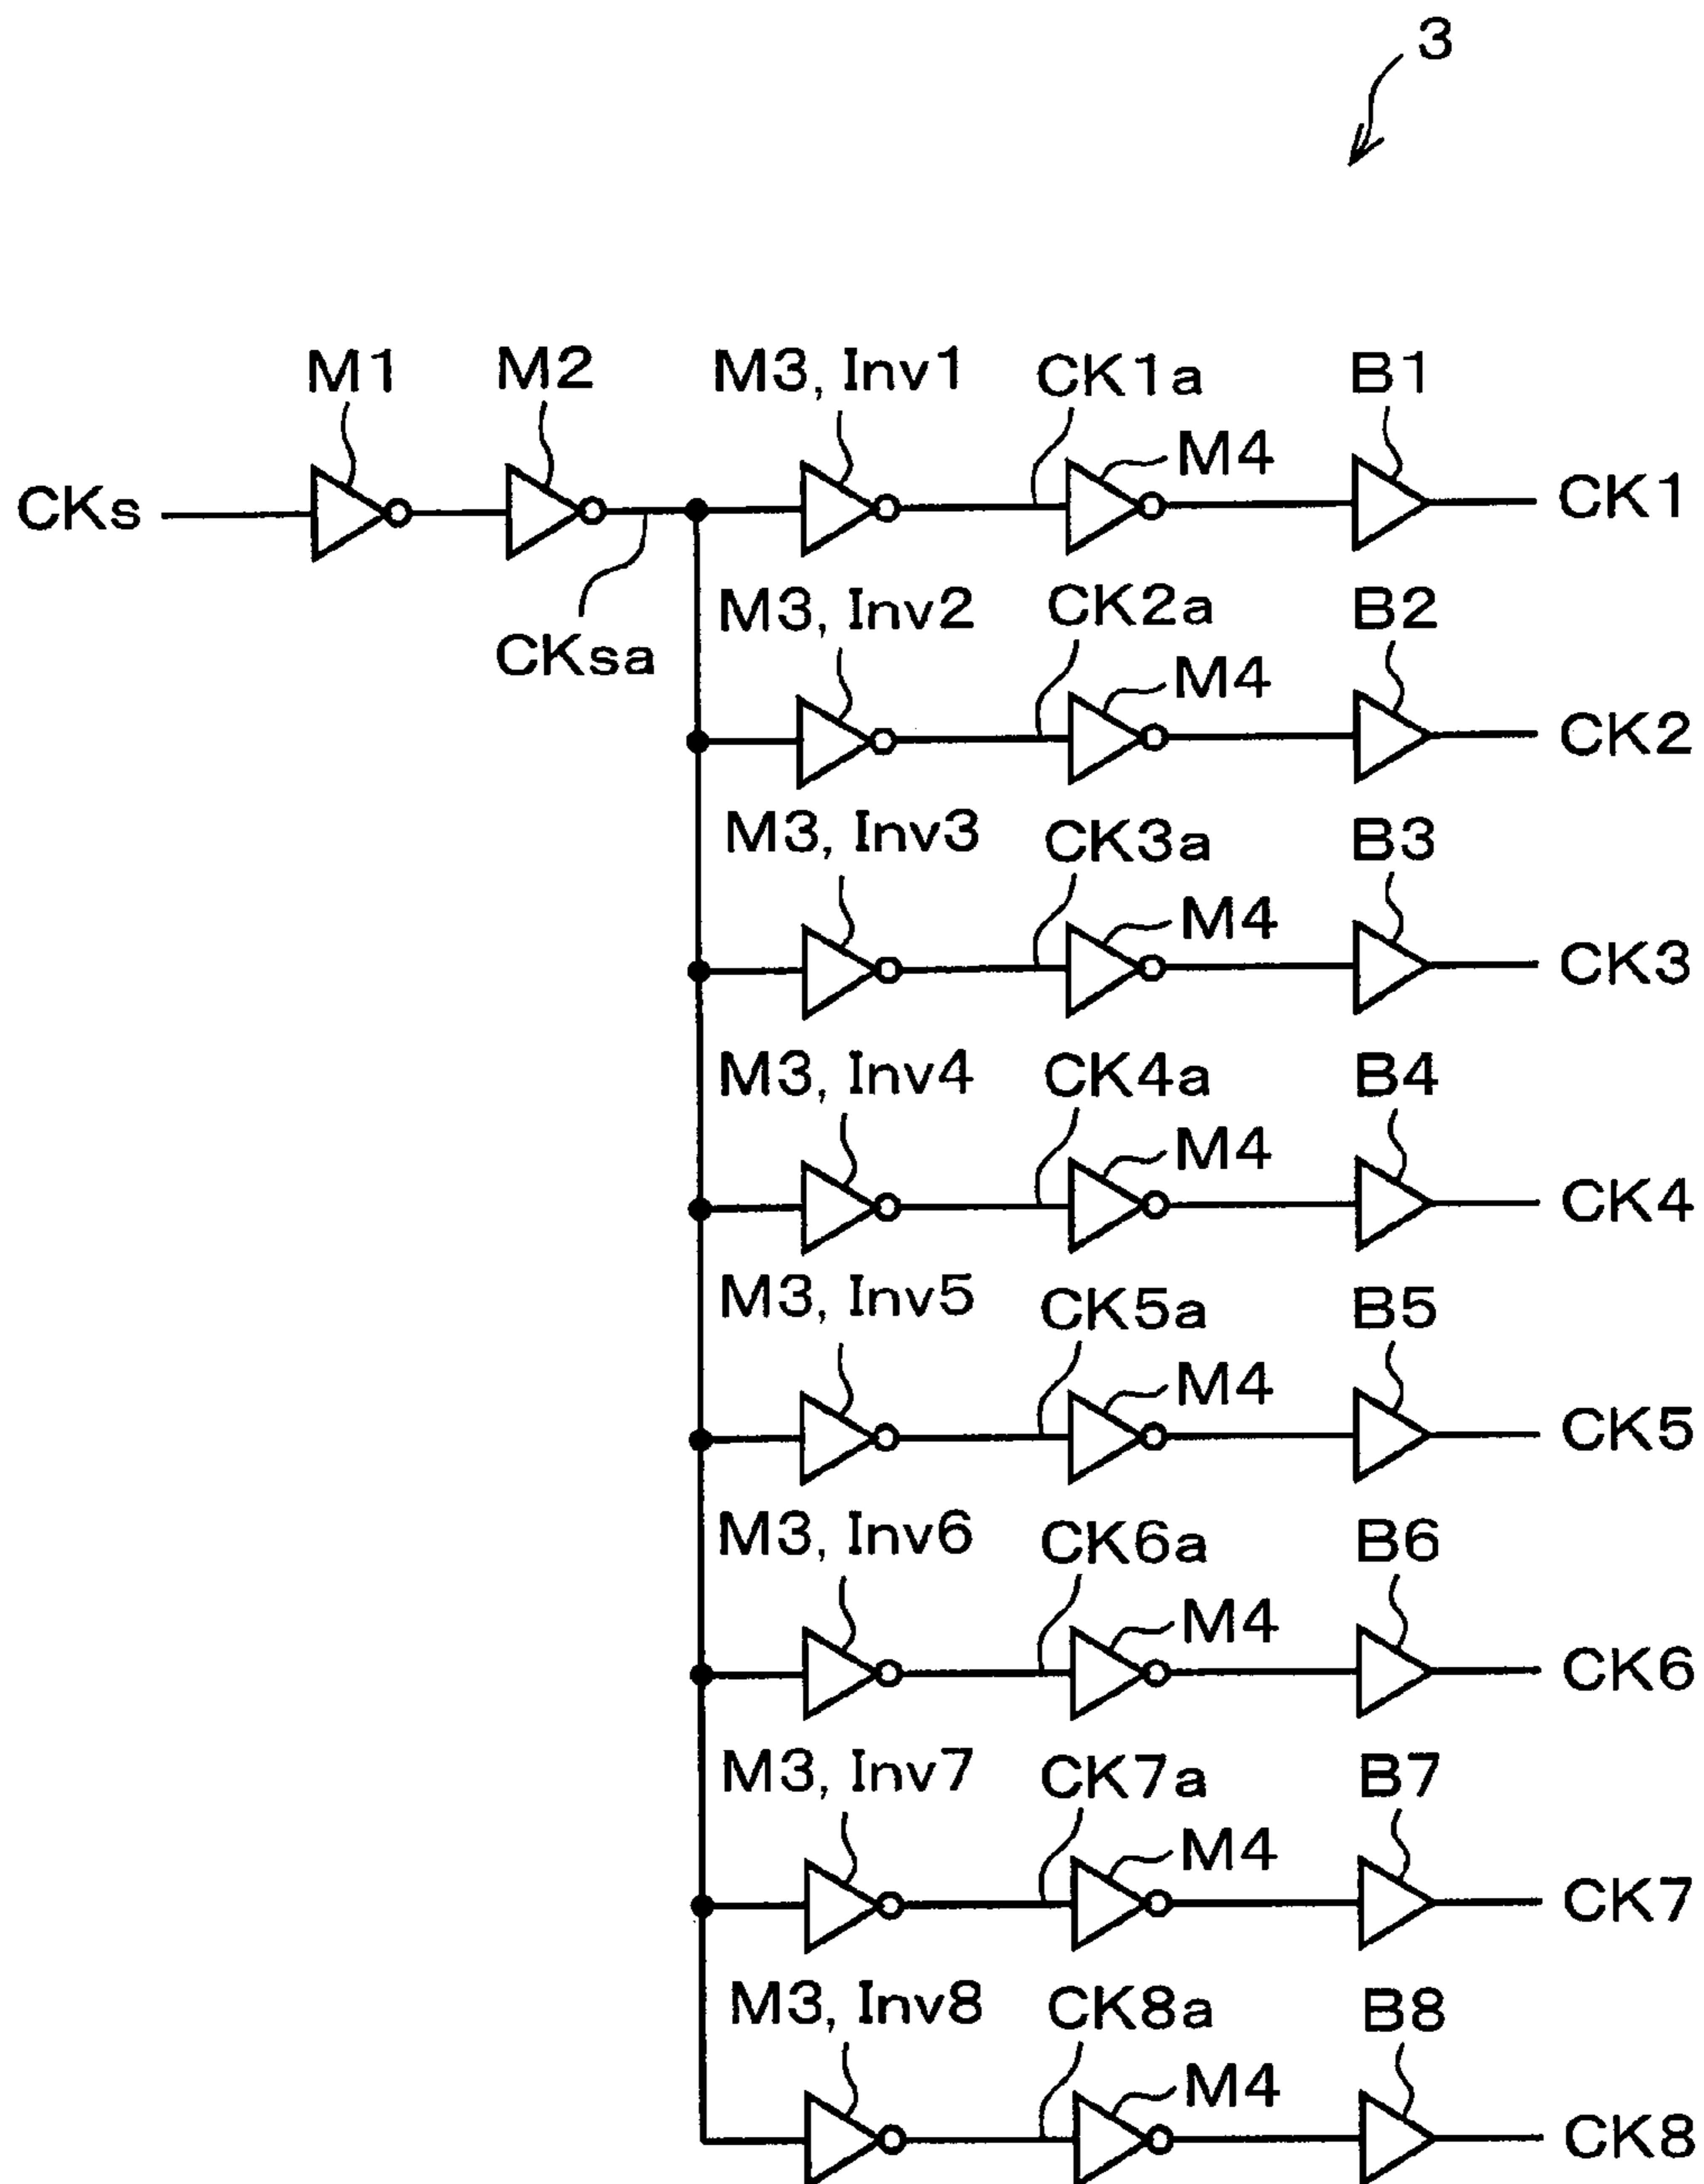 3
M1 M2 M3, Inv1 CK1a B1
M4
CKs CK1
M3, Inv2 CK2a B2
CKsa M4
CK2
M3, Inv3 CK3a B3
M4
CK3
M3, Inv4 CK4a B4
M4
CK4
M3, Inv5 CK5a B5
M4
CK5
M3, Inv6 CK6a B6
M4
CK6
M3, Inv7 CK7a B7
M4
CK7
M3, Inv8 CK8a B8
M4
CK8